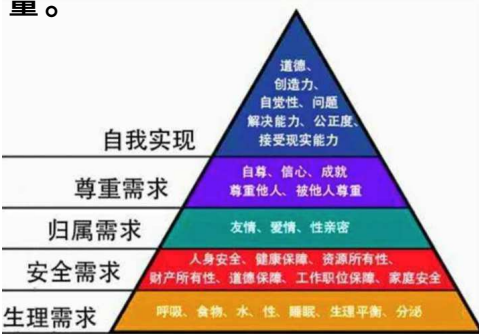 量。
道德、
创造力、
自觉性、问题
解决能力、公正度、
接受现实能力
自我实现
自尊、信心、成就
尊重他人、被他人尊重
尊重需求
友情、爱情、性亲密
归属需求
人身安全、健康保障、资源所有性、
财产所有性、道德保障、工作职位保障、家庭安全
安全需求
呼吸、食物、水、性、睡眠、生理平衡、分泌
生理需求